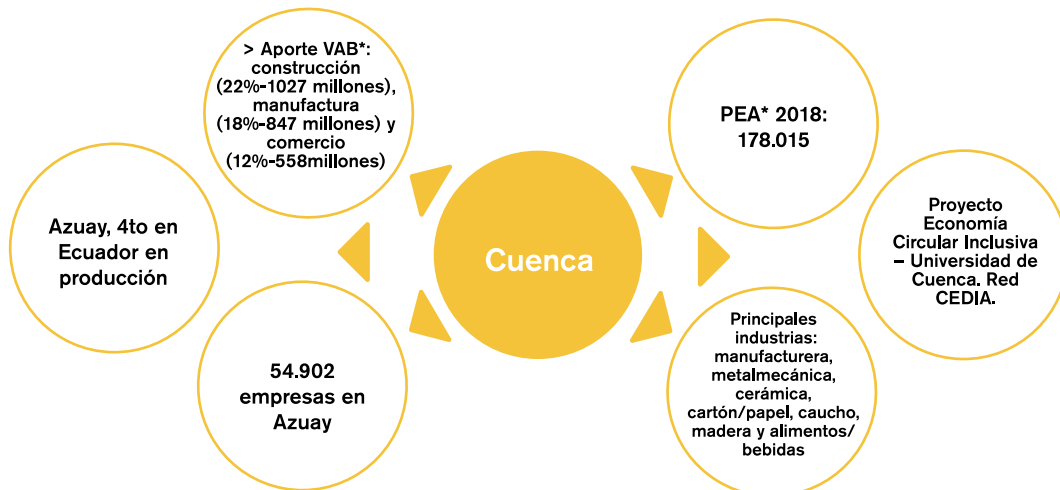 > Aporte VAB*:
construcción
(22%-1027 millones),
manufactura
(18%-847 millones) y
comercio
(12%-558millones)
PEA* 2018:
178.015
Azuay, 4to en
Ecuador en
producción
Cuenca
Proyecto
Economía
Circular Inclusiva
– Universidad de
Cuenca. Red
CEDIA.
54.902
empresas en
Azuay
Principales
industrias:
manufacturera,
metalmecánica,
cerámica,
cartón/papel, caucho,
madera y alimentos/
bebidas